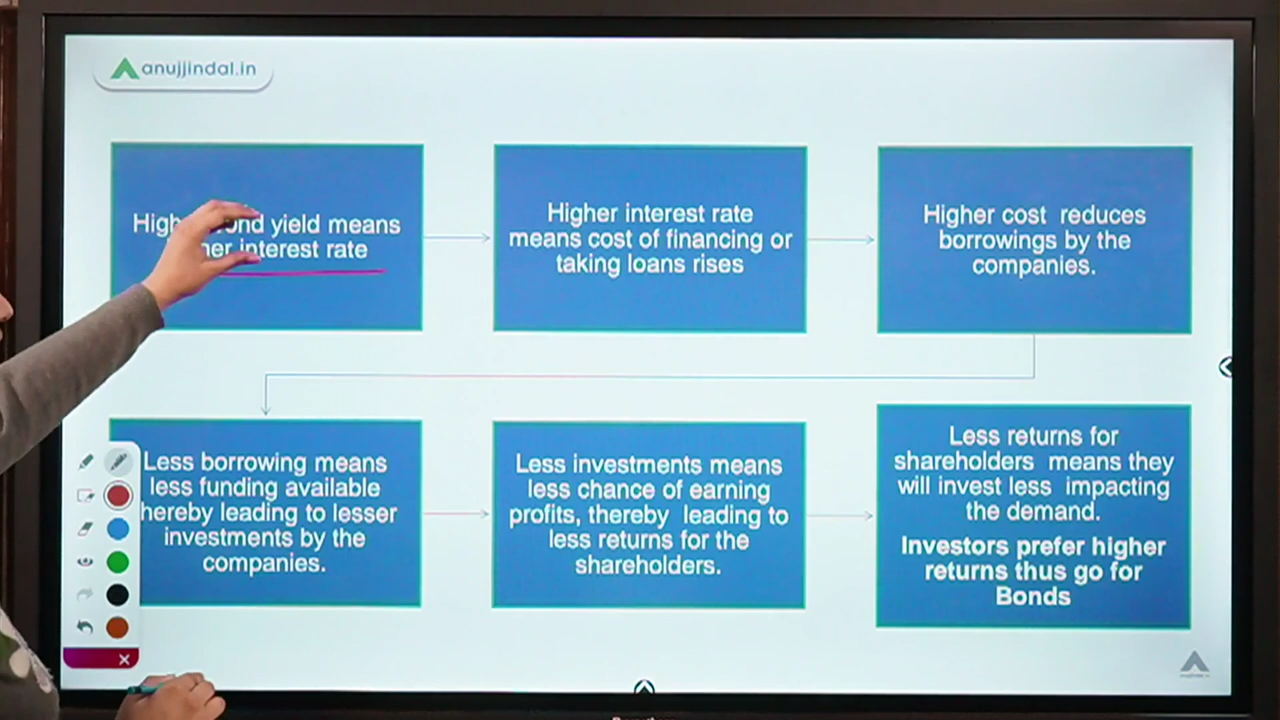 anujjindal.in
yield means
interest rate
Higher interest rate
means cost of financing or
taking loans rises
Higher cost reduces
borrowings by the
companies.
Less borrowing means
less funding available
hereby leading to lesser
investments by the
companies.
Less investments means
less chance of earning
profits, thereby leading to
less returns for the
shareholders.
Less returns for
shareholders means they
will invest less impacting
the demand.
Investors prefer higher
returns thus go for
Bonds